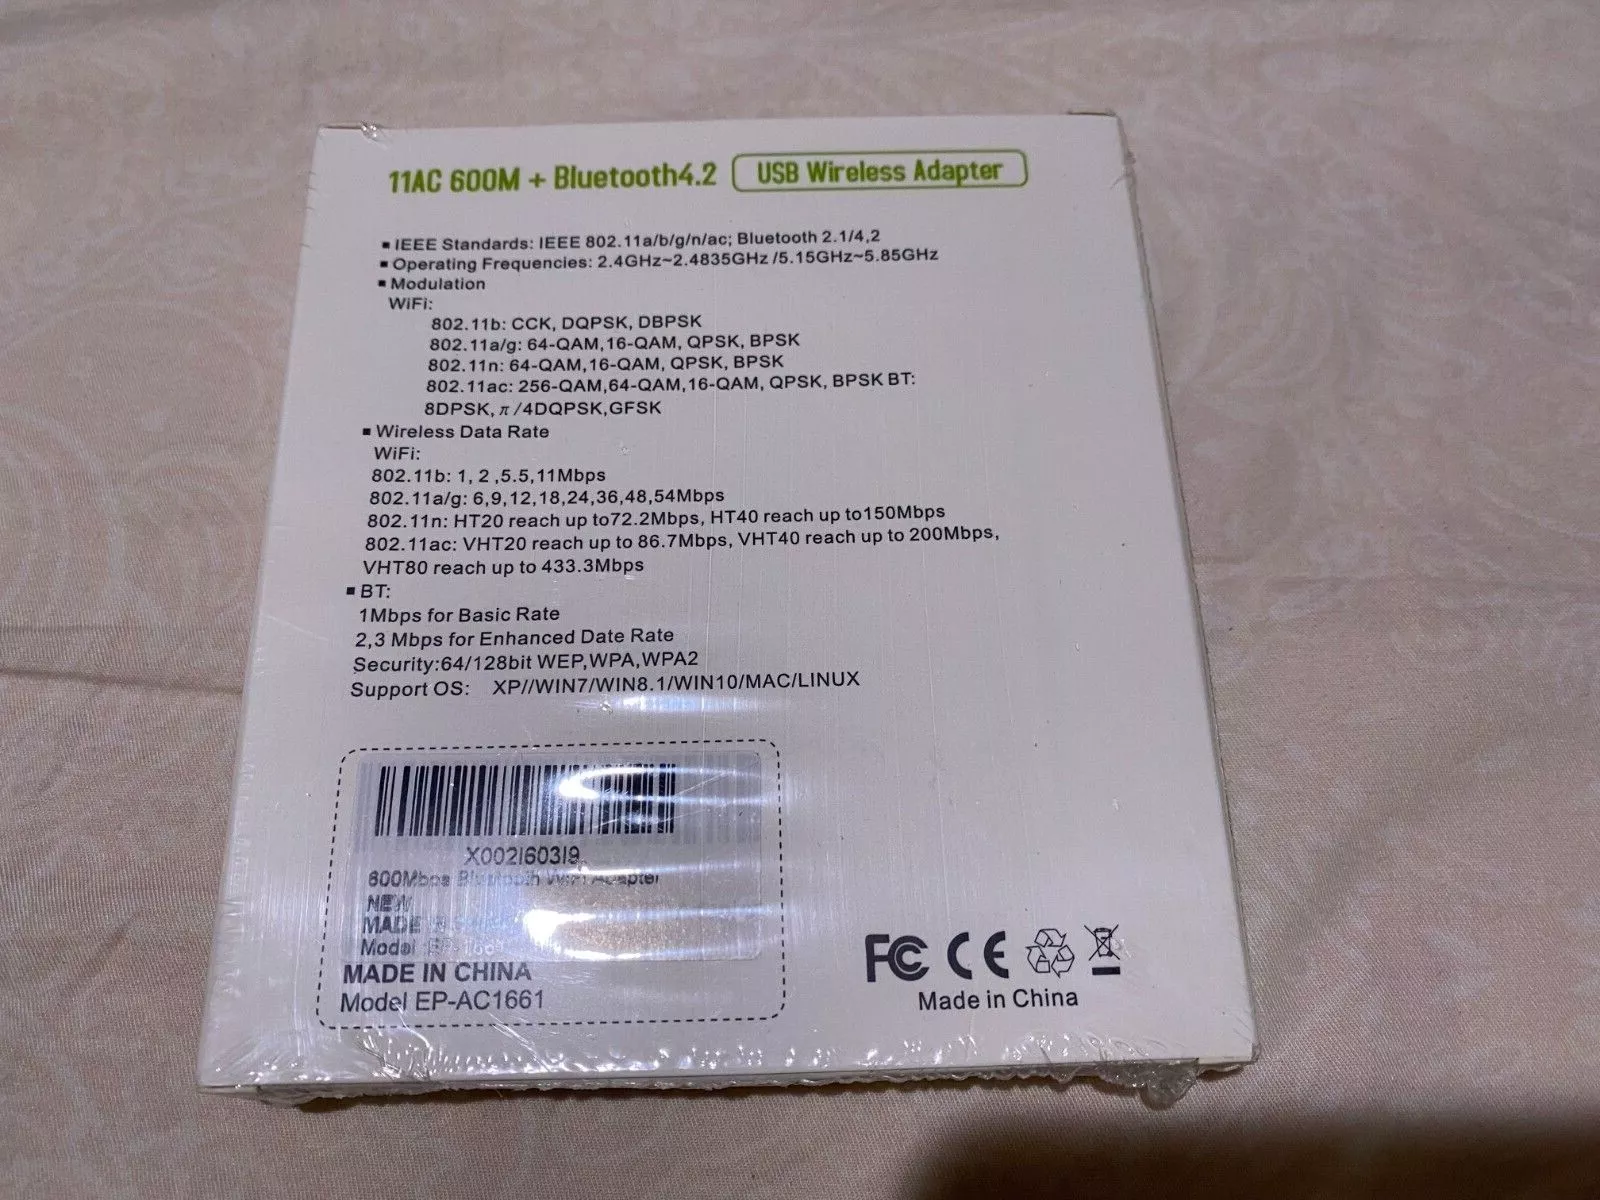 11AC 600M + Bluetooth4.2 USB Wireless Adapter
▪ IEEE Standards: IEEE 802.11a/b/g/n/ac; Bluetooth 2.1/4,2
▪ Operating Frequencies: 2.4GHz~2.4835GHz /5.15GHz~5.85GHz
▪ Modulation
WiFi:
802.11b: CCK, DQPSK, DBPSK
802.11a/g: 64-QAM,16-QAM, QPSK, BPSK
802.11n: 64-QAM,16-QAM, QPSK, BPSK
802.11ac: 256-QAM,64-QAM,16-QAM, QPSK, BPSK BT:
8DPSK, π /4DQPSK,GFSK
▪ Wireless Data Rate
WiFi:
802.11b: 1, 2 ,5.5,11Mbps
802.11a/g: 6,9,12,18,24,36,48,54Mbps
802.11n: HT20 reach up to72.2Mbps, HT40 reach up to150Mbps
802.11ac: VHT20 reach up to 86.7Mbps, VHT40 reach up to 200Mbps,
VHT80 reach up to 433.3Mbps
▪ BT:
1Mbps for Basic Rate
2,3 Mbps for Enhanced Date Rate
Security:64/128bit WEP,WPA,WPA2
Support OS: XP//WIN7/WIN8.1/WIN10/MAC/LINUX
X002I603I9
600Mbps Bluetooth WiFi Adapter
NEW
MADE
Model
MADE IN CHINA
Model EP-AC1661
FC CE
Made in China